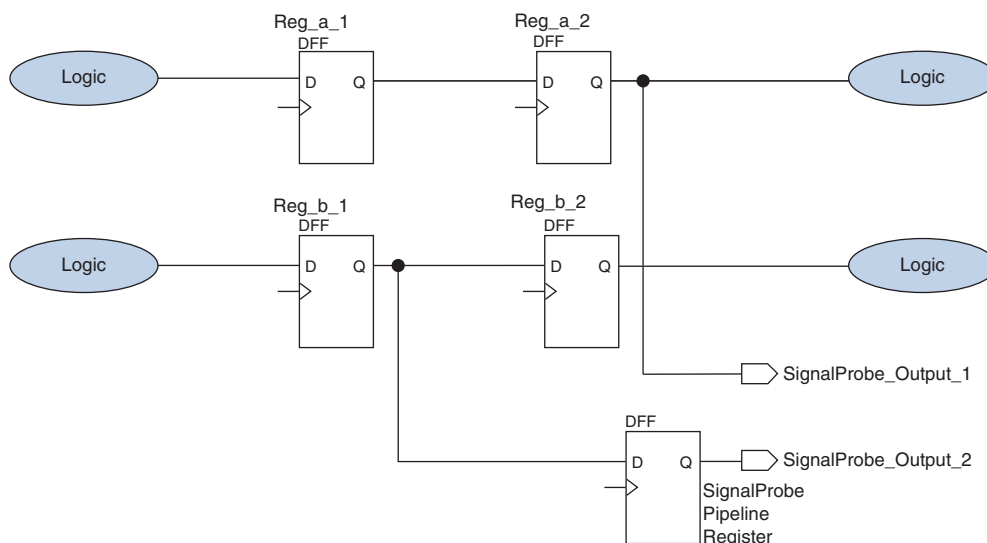 Reg_a_1
Reg_a_2
DFF
DFF
Logic
D Q
D Q
Logic
Reg_b_1
Reg_b_2
DFF
DFF
Logic
D Q
D Q
Logic
SignalProbe_Output_1
DFF
D Q
SignalProbe_Output_2
SignalProbe
Pipeline
Register